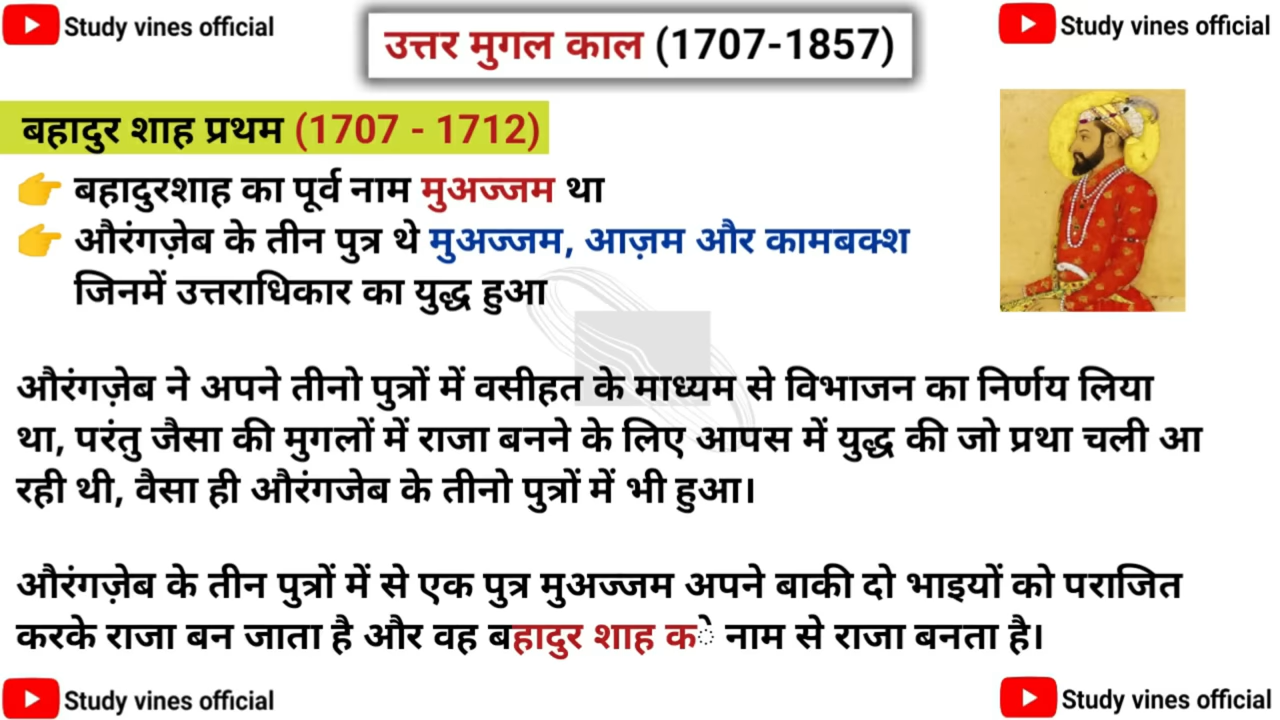 Study vines official
उत्तर मुगल काल (1707-1857)
Study vines official
बहादुर शाह प्रथम (1707 - 1712)
👉 बहादुरशाह का पूर्व नाम मुअज्जम था
👉 औरंगज़ेब के तीन पुत्र थे मुअज्जम, आज़म और कामबक्श
जिनमें उत्तराधिकार का युद्ध हुआ
औरंगज़ेब ने अपने तीनो पुत्रों में वसीहत के माध्यम से विभाजन का निर्णय लिया
था, परंतु जैसा की मुगलों में राजा बनने के लिए आपस में युद्ध की जो प्रथा चली आ
रही थी, वैसा ही औरंगजेब के तीनो पुत्रों में भी हुआ।
औरंगज़ेब के तीन पुत्रों में से एक पुत्र मुअज्जम अपने बाकी दो भाइयों को पराजित
करके राजा बन जाता है और वह बहादुर शाह के नाम से राजा बनता है।
Study vines official
Study vines official